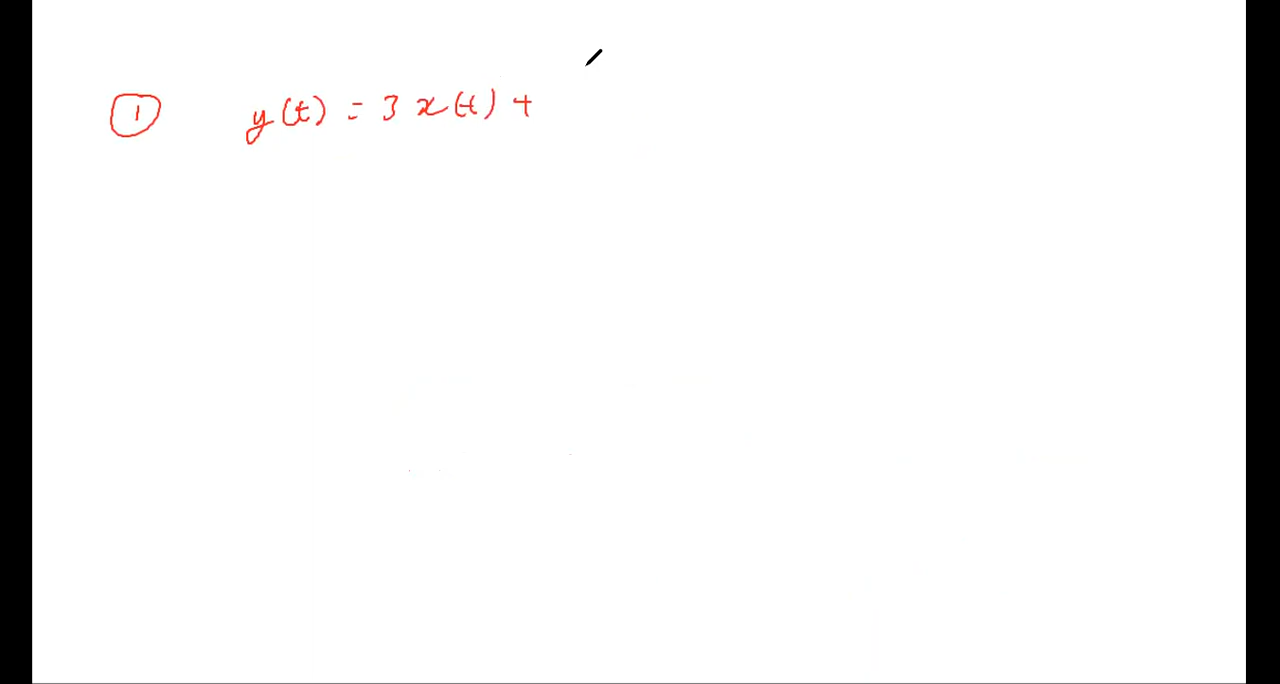 ① y(t) = 3 x(t) +